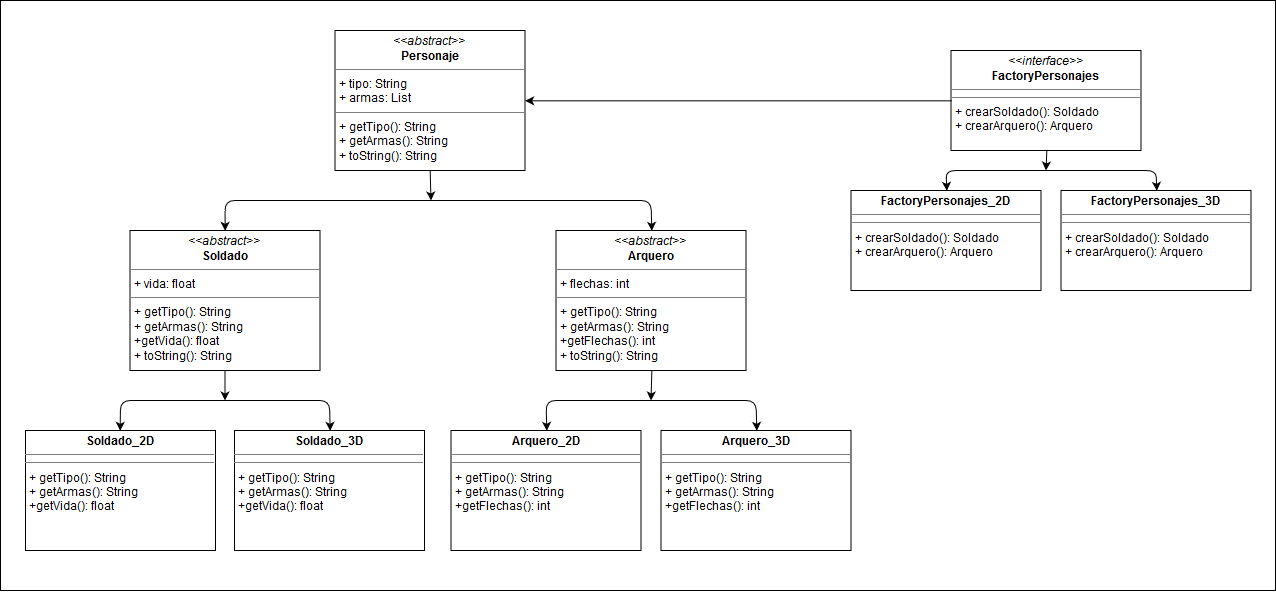 <<abstract>>
Personaje
+ tipo: String
+ armas: List
+ getTipo(): String
+ getArmas(): String
+ toString(): String
<<interface>>
FactoryPersonajes
+ crearSoldado(): Soldado
+ crearArquero(): Arquero
FactoryPersonajes_2D
+ crearSoldado(): Soldado
+ crearArquero(): Arquero
FactoryPersonajes_3D
+ crearSoldado(): Soldado
+ crearArquero(): Arquero
<<abstract>>
Soldado
+ vida: float
+ getTipo(): String
+ getArmas(): String
+getVida(): float
+ toString(): String
<<abstract>>
Arquero
+ flechas: int
+ getTipo(): String
+ getArmas(): String
+getFlechas(): int
+ toString(): String
Soldado_2D
+ getTipo(): String
+ getArmas(): String
+getVida(): float
Soldado_3D
+ getTipo(): String
+ getArmas(): String
+getVida(): float
Arquero_2D
+ getTipo(): String
+ getArmas(): String
+getFlechas(): int
Arquero_3D
+ getTipo(): String
+ getArmas(): String
+getFlechas(): int